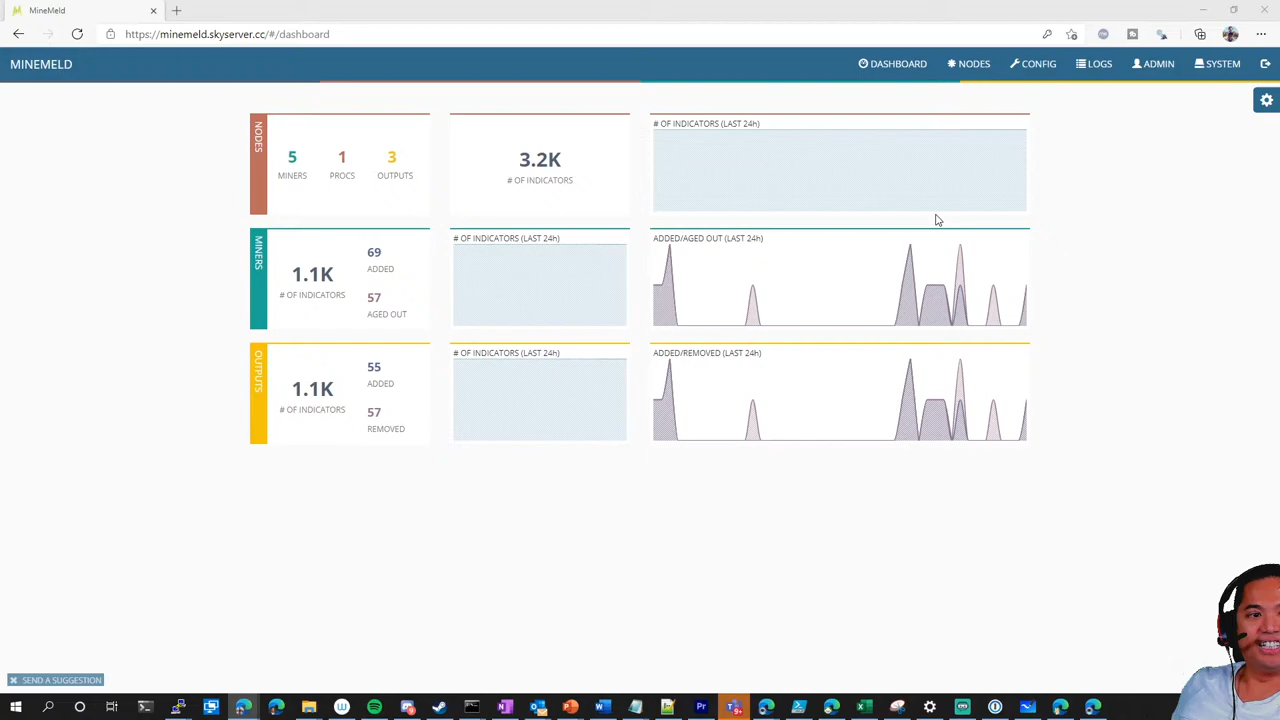 MineMeld
https://minemeld.skyserver.cc/#/dashboard
MINEMELD
DASHBOARD
NODES
CONFIG
LOGS
ADMIN
SYSTEM
NODES
5
MINERS
1
PROCS
3
OUTPUTS
3.2K
# OF INDICATORS
# OF INDICATORS (LAST 24h)
MINERS
1.1K
# OF INDICATORS
69
ADDED
57
AGED OUT
# OF INDICATORS (LAST 24h)
ADDED/AGED OUT (LAST 24h)
OUTPUTS
1.1K
# OF INDICATORS
55
ADDED
57
REMOVED
# OF INDICATORS (LAST 24h)
ADDED/REMOVED (LAST 24h)
SEND A SUGGESTION